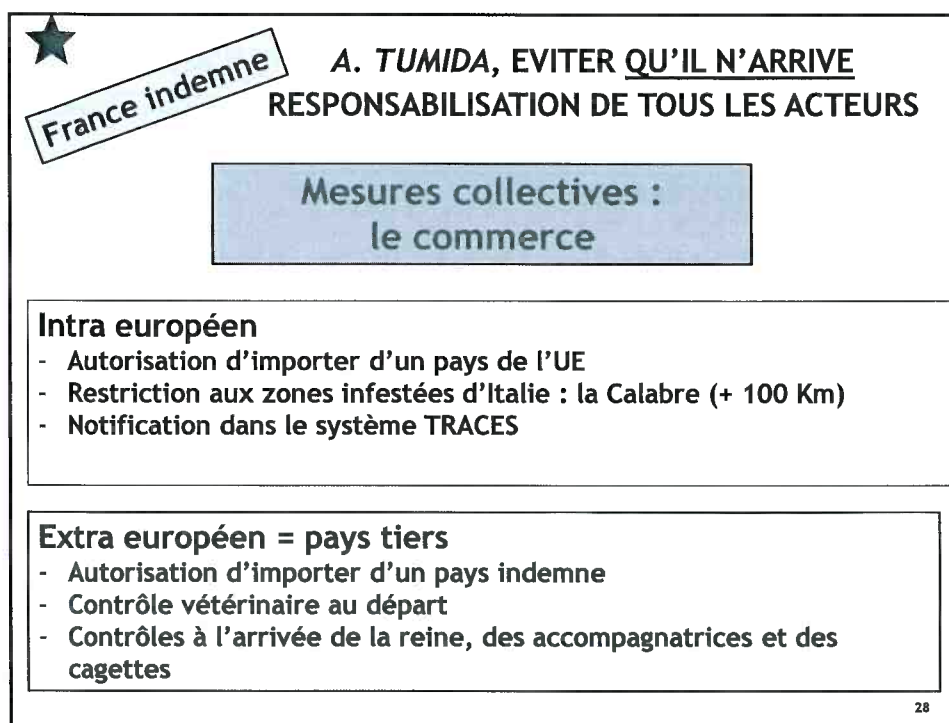 France indemne
A. TUMIDA, EVITER QU'IL N'ARRIVE
RESPONSABILISATION DE TOUS LES ACTEURS
Mesures collectives :
le commerce
Intra européen
- Autorisation d'importer d'un pays de l'UE
- Restriction aux zones infestées d'Italie : la Calabre (+ 100 Km)
- Notification dans le système TRACES
Extra européen = pays tiers
- Autorisation d'importer d'un pays indemne
- Contrôle vétérinaire au départ
- Contrôles à l'arrivée de la reine, des accompagnatrices et des
cagettes
28